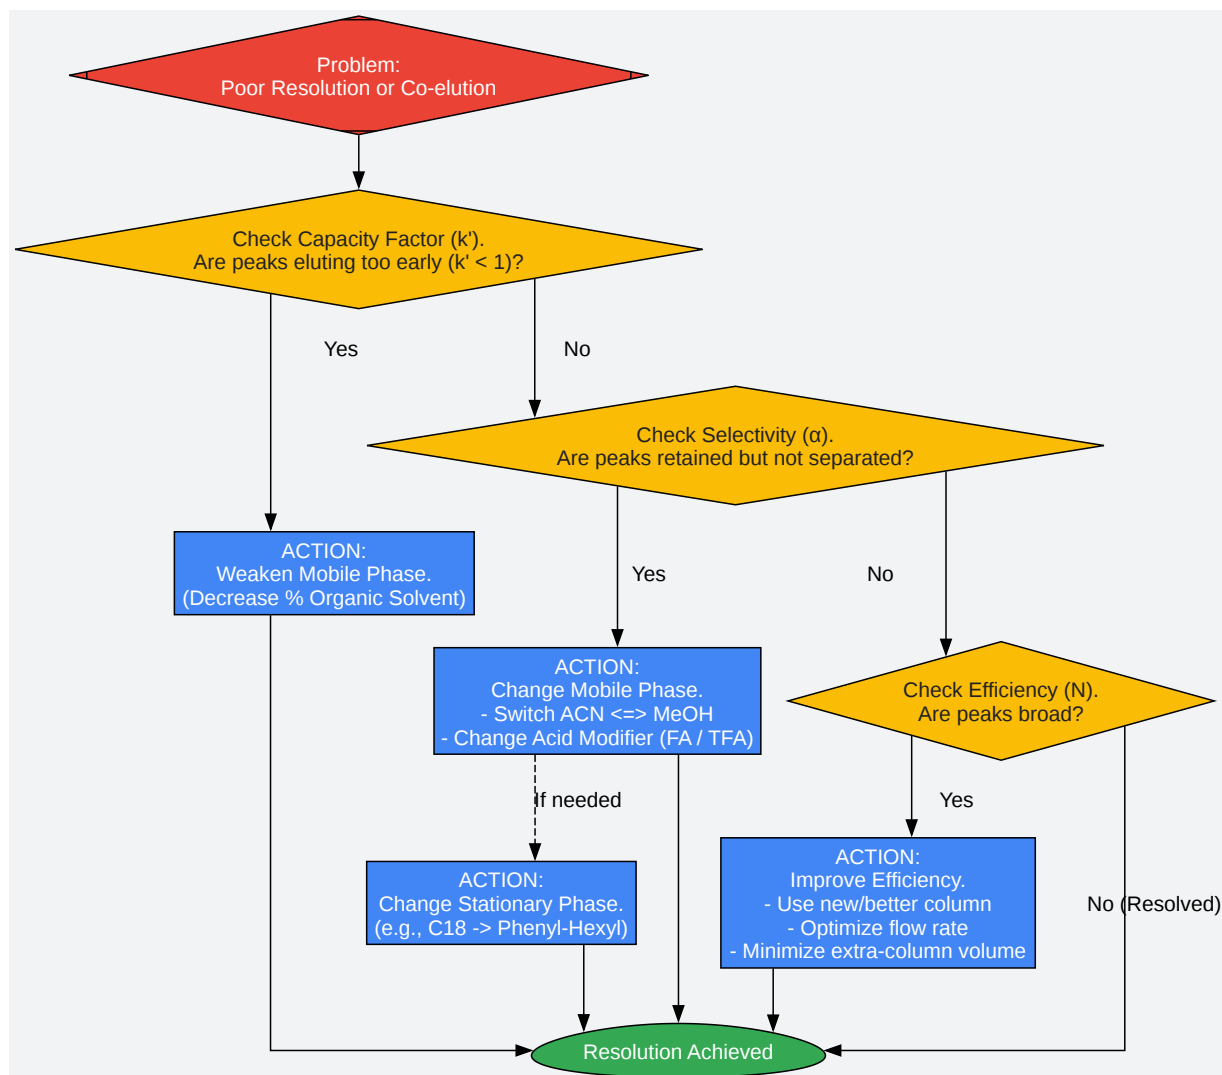 Problem:
Poor Resolution or Co-elution
Check Capacity Factor (k').
Are peaks eluting too early (k' < 1)?
Yes
No
Check Selectivity (α).
Are peaks retained but not separated?
ACTION:
Weaken Mobile Phase.
(Decrease % Organic Solvent)
Yes
No
ACTION:
Change Mobile Phase.
- Switch ACN <=> MeOH
- Change Acid Modifier (FA / TFA)
Check Efficiency (N).
Are peaks broad?
If needed
Yes
ACTION:
Change Stationary Phase.
(e.g., C18 -> Phenyl-Hexyl)
ACTION:
Improve Efficiency.
- Use new/better column
- Optimize flow rate
- Minimize extra-column volume
No (Resolved)
Resolution Achieved